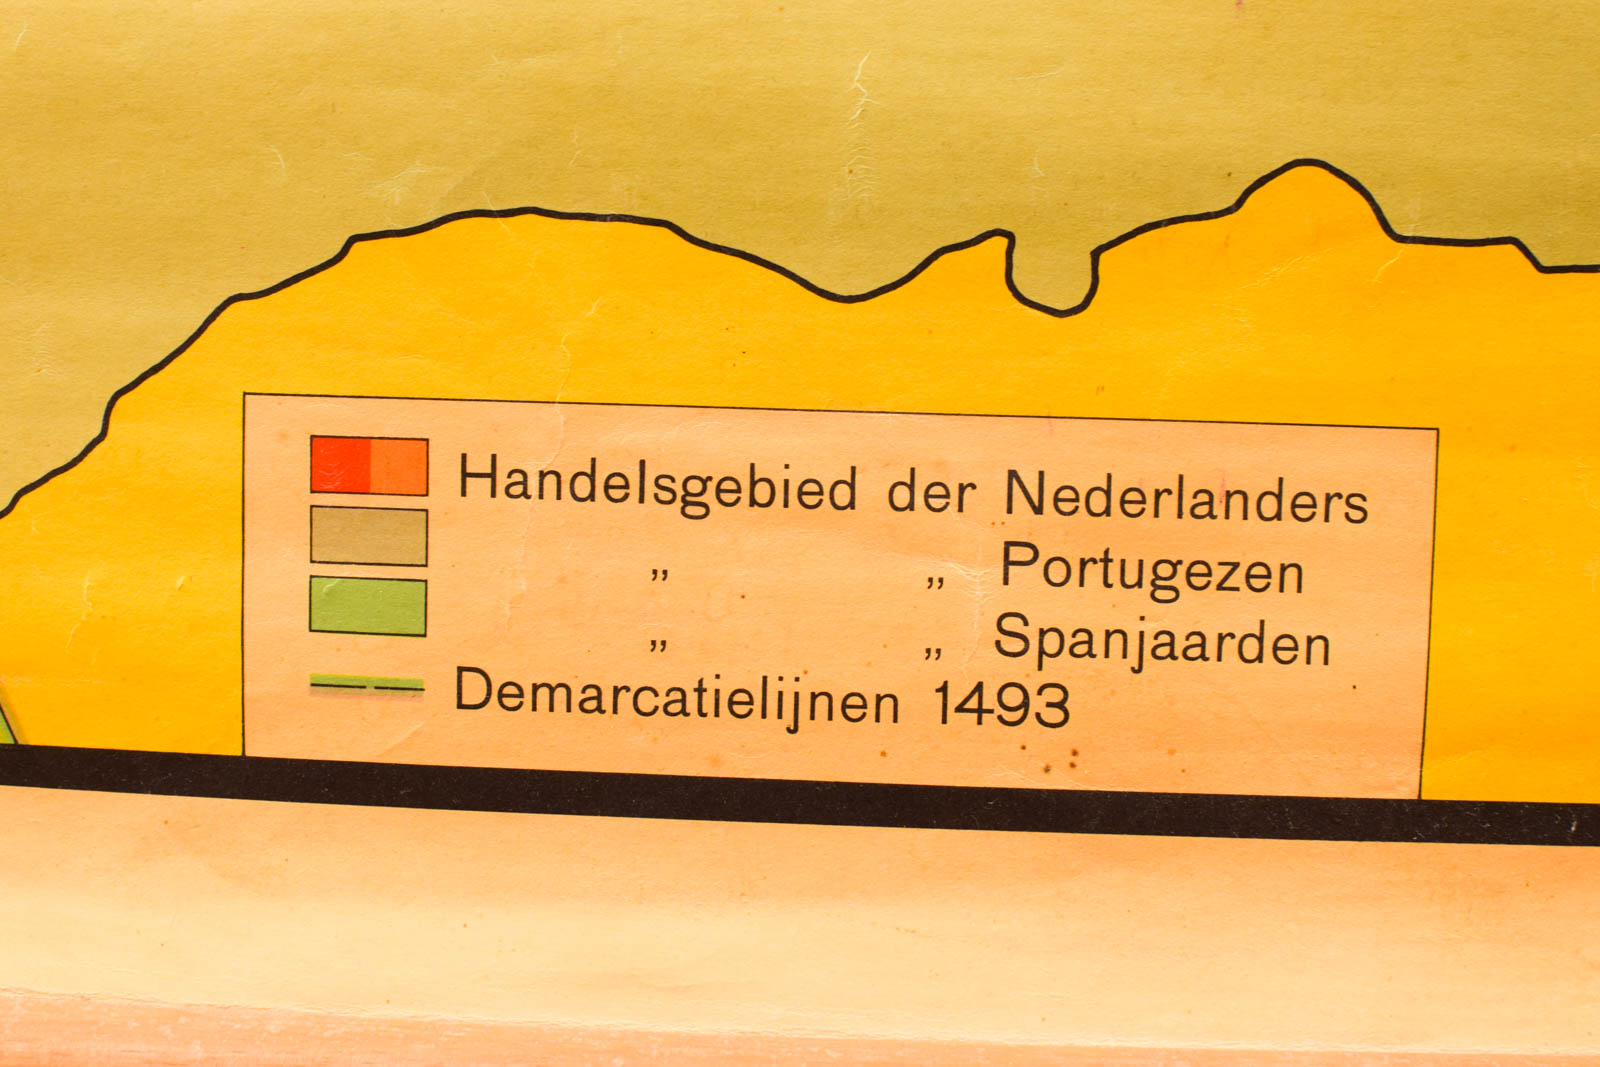 Handelsgebied der Nederlanders
„ „ Portugezen
„ „ Spanjaarden
Demarcatielijnen 1493